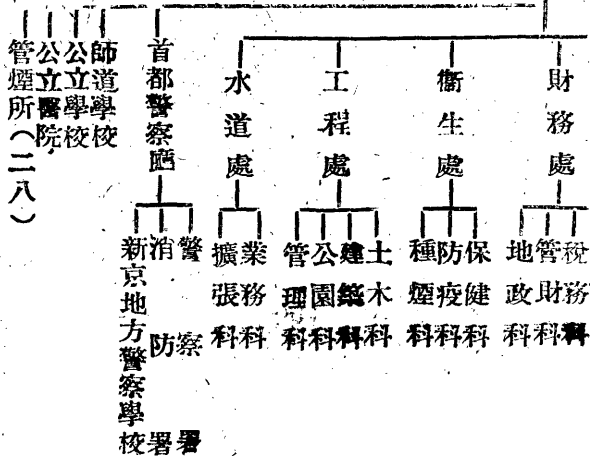 財務處
稅務科
管財科
地政科
衞生處
保健科
防疫科
種煙科
工程處
土木科
建築科
公園科
管理科
水道處
業務科
擴張科
首都警察廳
警察署
消防署
新京地方警察學校
師道學校
公立學校
公立醫院
管煙所(二八)